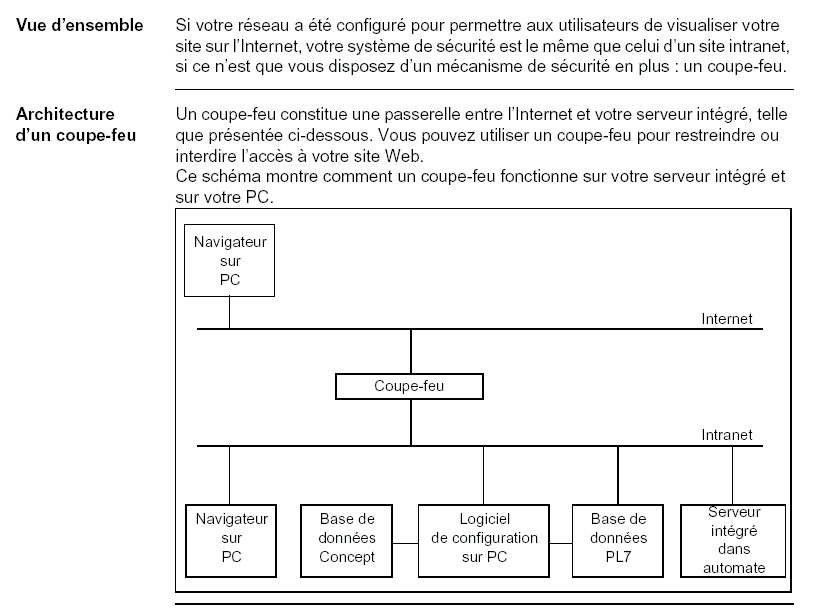 Vue d'ensemble
Si votre réseau a été configuré pour permettre aux utilisateurs de visualiser votre
site sur l'Internet, votre système de sécurité est le même que celui d'un site intranet,
si ce n'est que vous disposez d'un mécanisme de sécurité en plus : un coupe-feu.
Architecture
d'un coupe-feu
Un coupe-feu constitue une passerelle entre l'Internet et votre serveur intégré, telle
que présentée ci-dessous. Vous pouvez utiliser un coupe-feu pour restreindre ou
interdire l'accès à votre site Web.
Ce schéma montre comment un coupe-feu fonctionne sur votre serveur intégré et
sur votre PC.
Navigateur
sur
PC
Internet
Coupe-feu
Intranet
Navigateur
sur
PC
Base de
données
Concept
Logiciel
de configuration
sur PC
Base de
données
PL7
Serveur
intégré
dans
automate